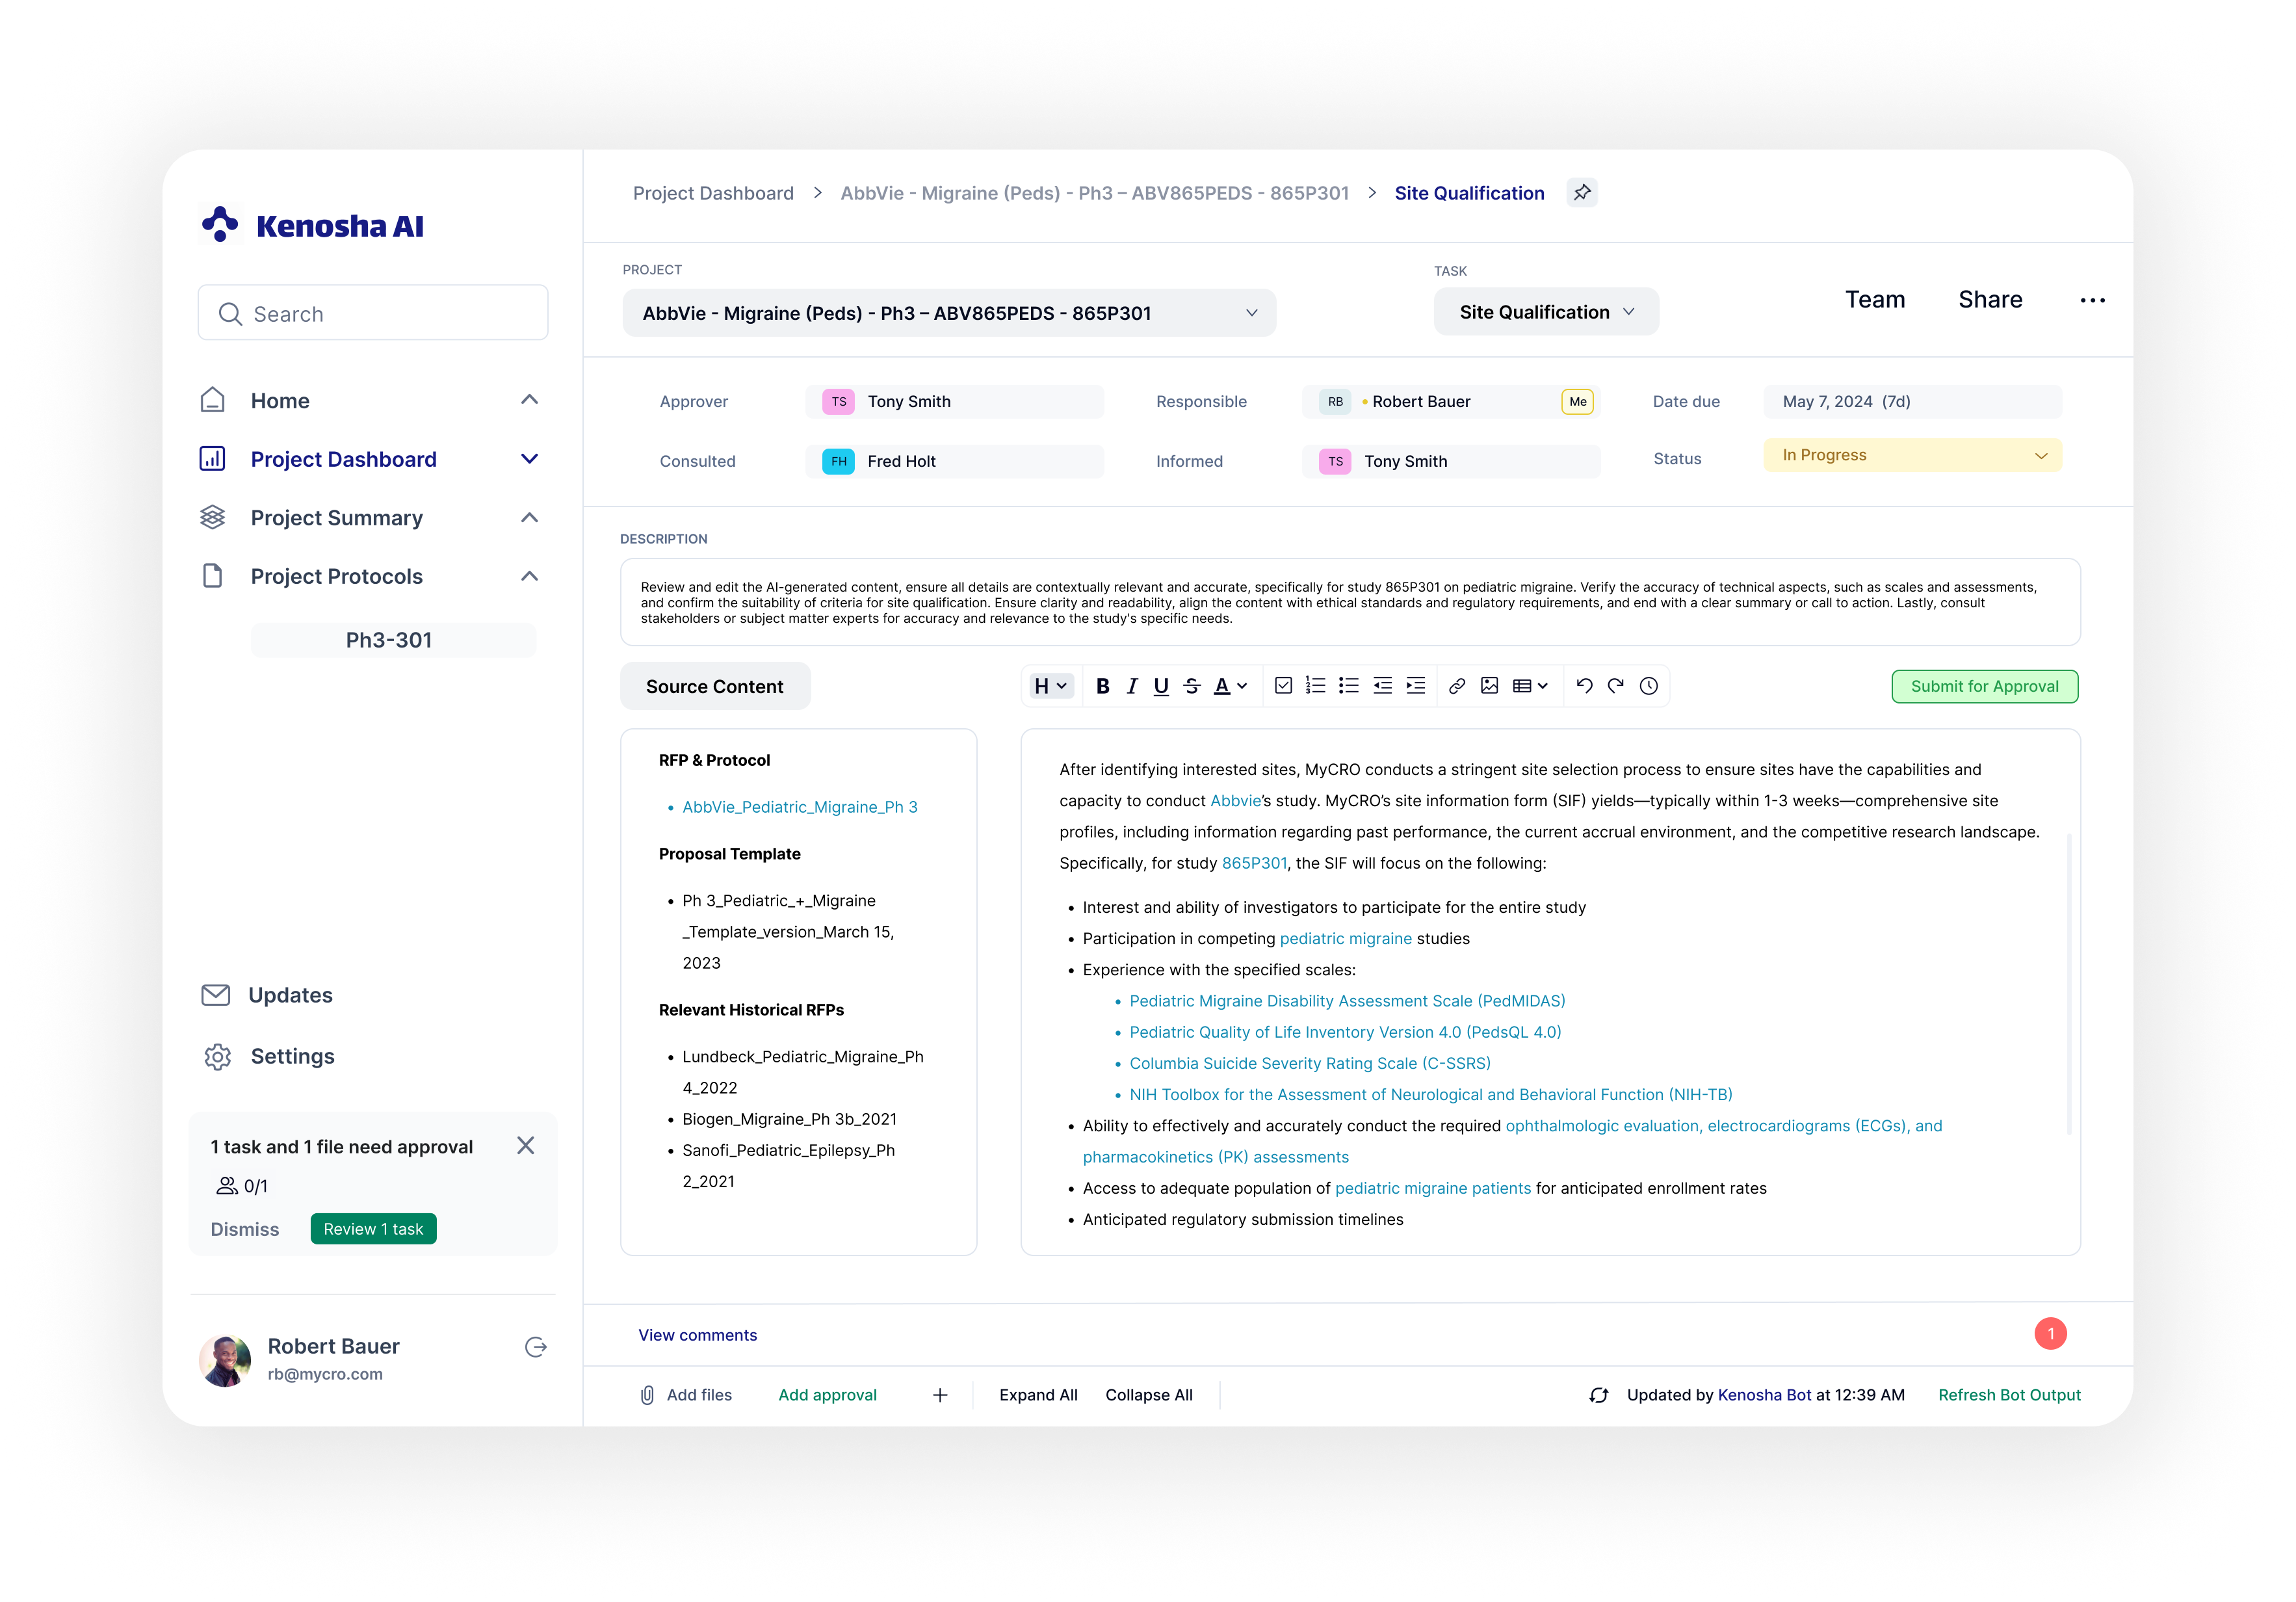 Kenosha AI
Search
Home
Project Dashboard
Project Summary
Project Protocols
Ph3-301
Updates
Settings
1 task and 1 file need approval
0/1
Dismiss
Review 1 task
Robert Bauer
rb@mycro.com
Project Dashboard > AbbVie - Migraine (Peds) - Ph3 – ABV865PEDS - 865P301 > Site Qualification
PROJECT
AbbVie - Migraine (Peds) - Ph3 – ABV865PEDS - 865P301
TASK
Site Qualification
Team
Share
Approver
TS
Tony Smith
Responsible
RB
Robert Bauer
Me
Date due
May 7, 2024 (7d)
Consulted
FH
Fred Holt
Informed
TS
Tony Smith
Status
In Progress
DESCRIPTION
Review and edit the AI-generated content, ensure all details are contextually relevant and accurate, specifically for study 865P301 on pediatric migraine. Verify the accuracy of technical aspects, such as scales and assessments,
and confirm the suitability of criteria for site qualification. Ensure clarity and readability, align the content with ethical standards and regulatory requirements, and end with a clear summary or call to action. Lastly, consult
stakeholders or subject matter experts for accuracy and relevance to the study's specific needs.
Source Content
H
B I U S A
Submit for Approval
RFP & Protocol
• AbbVie_Pediatric_Migraine_Ph 3
Proposal Template
• Ph 3_Pediatric_+_Migraine
_Template_version_March 15,
2023
Relevant Historical RFPs
• Lundbeck_Pediatric_Migraine_Ph
4_2022
• Biogen_Migraine_Ph 3b_2021
• Sanofi_Pediatric_Epilepsy_Ph
2_2021
After identifying interested sites, MyCRO conducts a stringent site selection process to ensure sites have the capabilities and
capacity to conduct Abbvie’s study. MyCRO’s site information form (SIF) yields—typically within 1-3 weeks—comprehensive site
profiles, including information regarding past performance, the current accrual environment, and the competitive research landscape.
Specifically, for study 865P301, the SIF will focus on the following:
• Interest and ability of investigators to participate for the entire study
• Participation in competing pediatric migraine studies
• Experience with the specified scales:
• Pediatric Migraine Disability Assessment Scale (PedMIDAS)
• Pediatric Quality of Life Inventory Version 4.0 (PedsQL 4.0)
• Columbia Suicide Severity Rating Scale (C-SSRS)
• NIH Toolbox for the Assessment of Neurological and Behavioral Function (NIH-TB)
• Ability to effectively and accurately conduct the required ophthalmologic evaluation, electrocardiograms (ECGs), and
pharmacokinetics (PK) assessments
• Access to adequate population of pediatric migraine patients for anticipated enrollment rates
• Anticipated regulatory submission timelines
View comments
1
Add files
Add approval
+
Expand All
Collapse All
Updated by Kenosha Bot at 12:39 AM
Refresh Bot Output